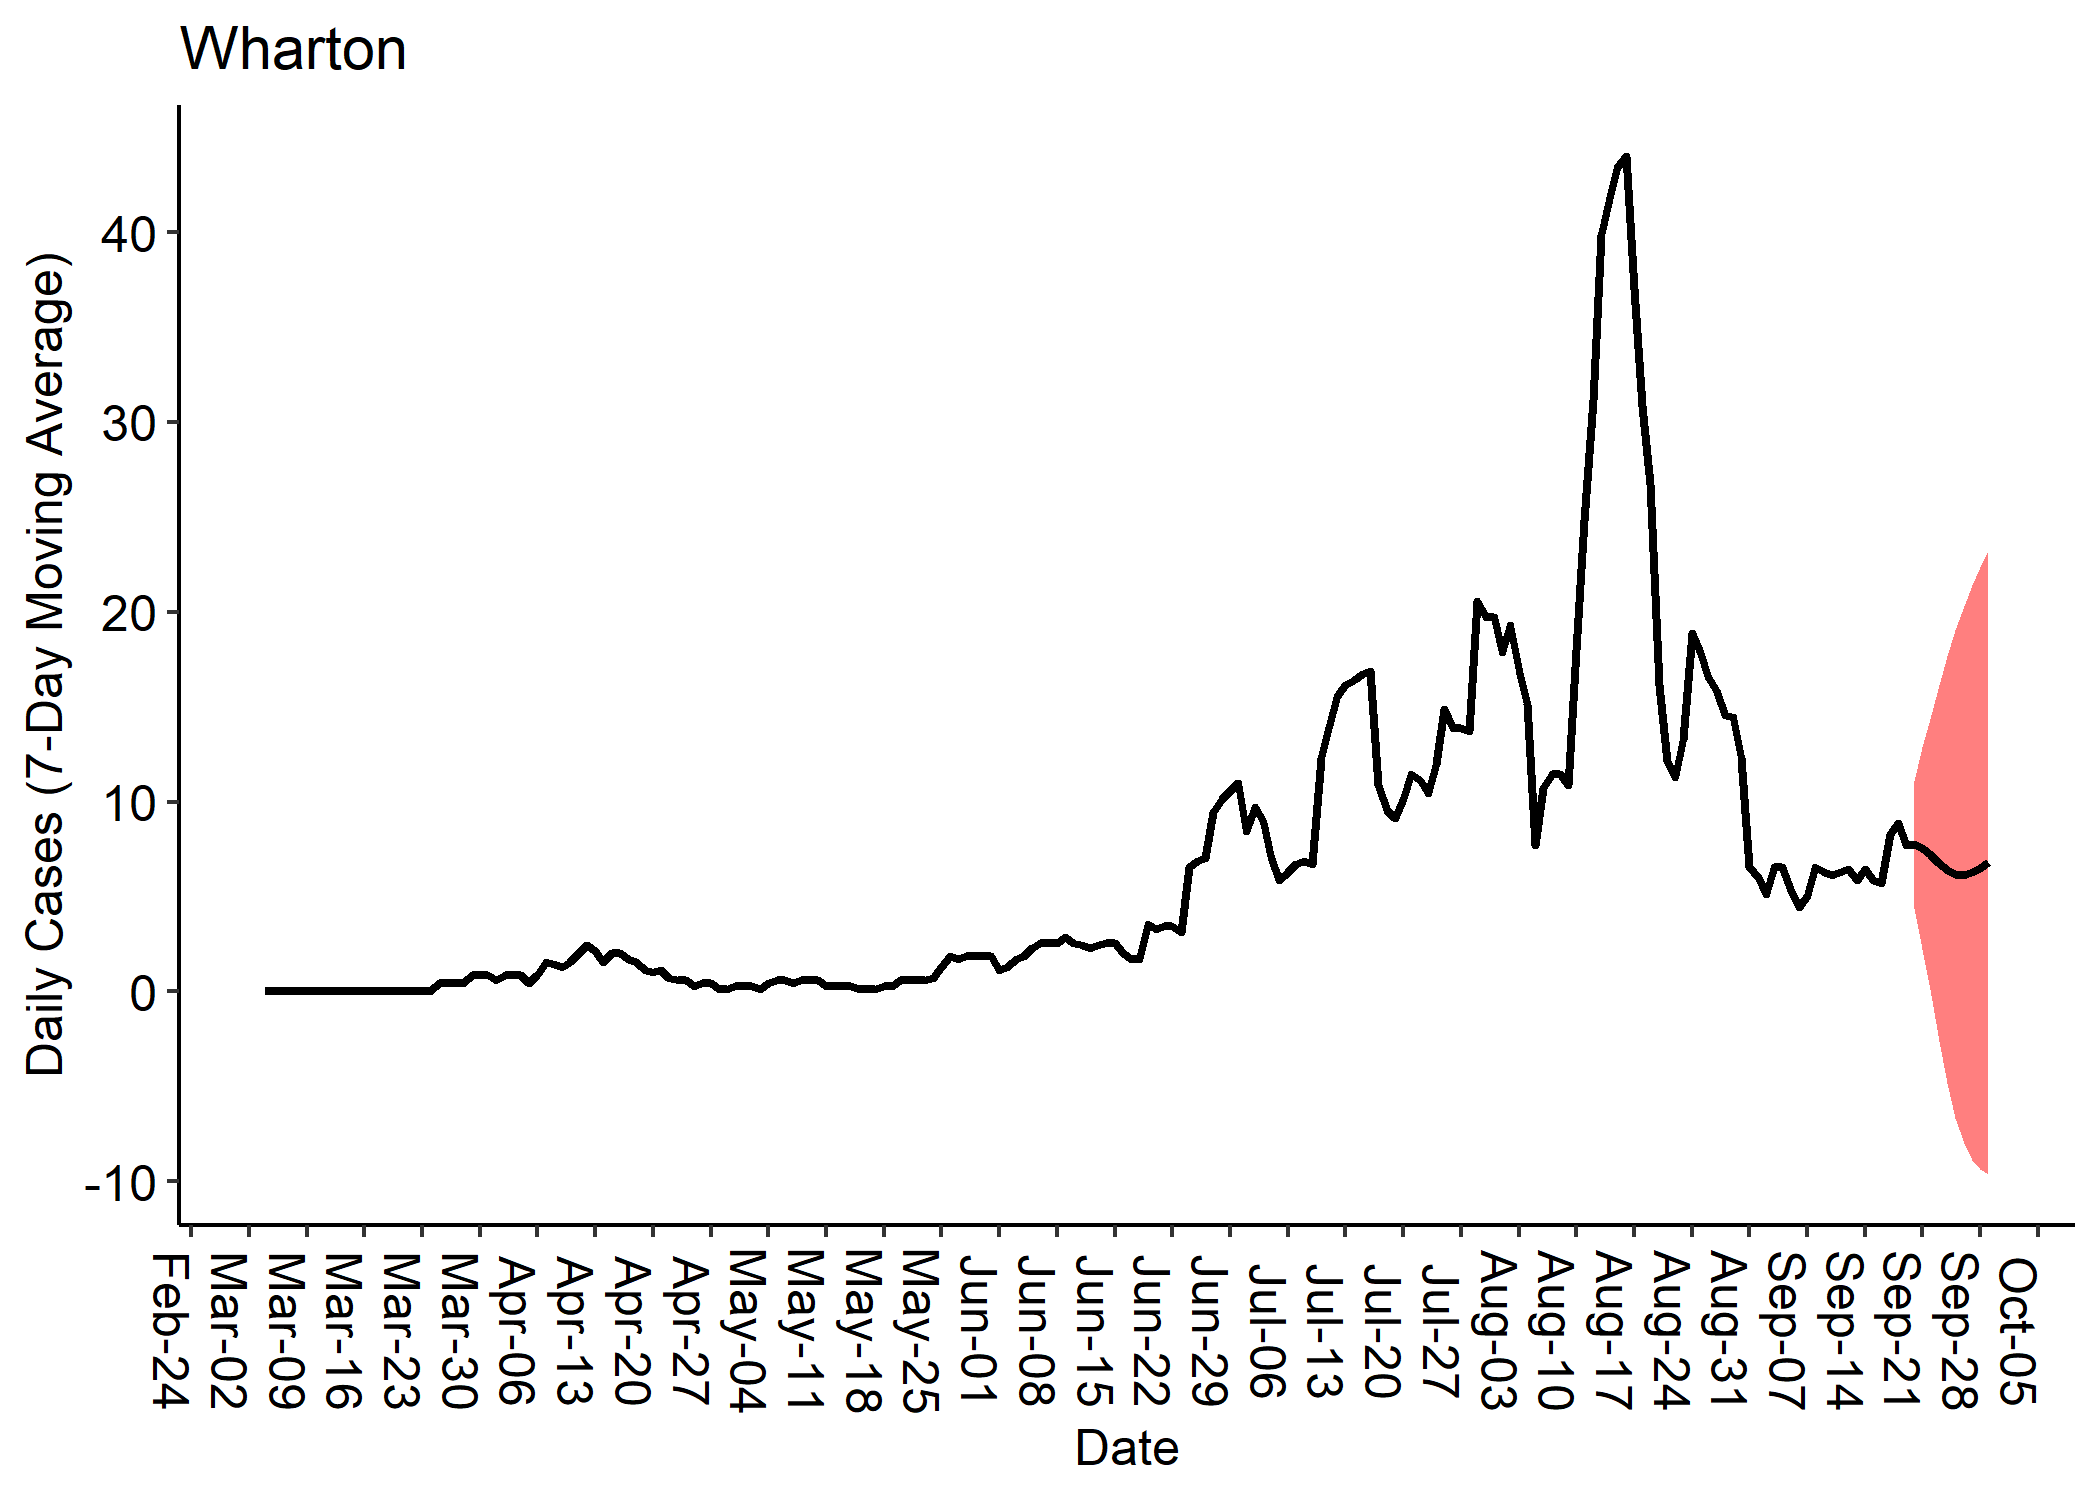 Wharton
Daily Cases (7-Day Moving Average)
40
30
20
10
0
-10
Feb-24
Mar-02
Mar-09
Mar-16
Mar-23
Mar-30
Apr-06
Apr-13
Apr-20
Apr-27
May-04
May-11
May-18
May-25
Jun-01
Jun-08
Jun-15
Jun-22
Jun-29
Jul-06
Jul-13
Jul-20
Jul-27
Aug-03
Aug-10
Aug-17
Aug-24
Aug-31
Sep-07
Sep-14
Sep-21
Sep-28
Oct-05
Date